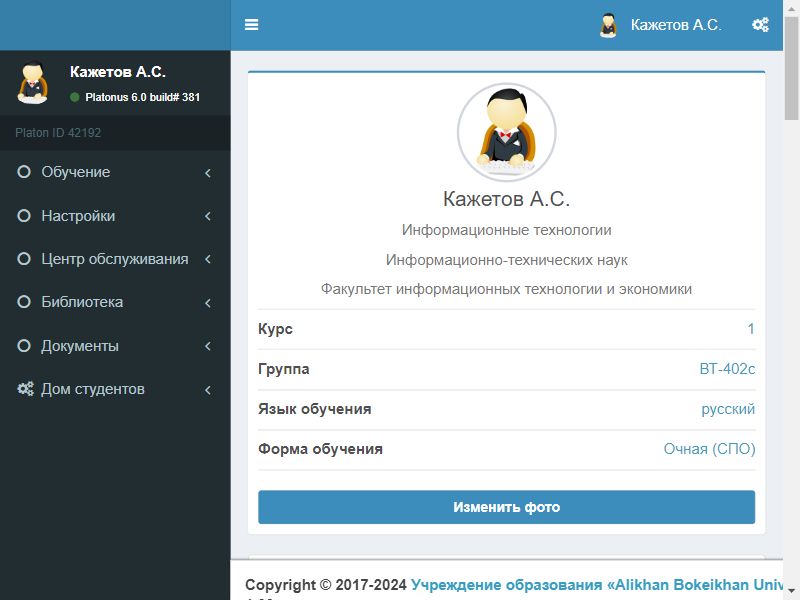 Кажетов А.С.
Кажетов А.С.
Platonus 6.0 build# 381
Platon ID 42192
Обучение
Настройки
Центр обслуживания
Библиотека
Документы
Дом студентов
Кажетов А.С.
Информационные технологии
Информационно-технических наук
Факультет информационных технологии и экономики
Курс 1
Группа ВТ-402с
Язык обучения русский
Форма обучения Очная (СПО)
Изменить фото
Copyright © 2017-2024 Учреждение образования «Alikhan Bokeikhan Univ